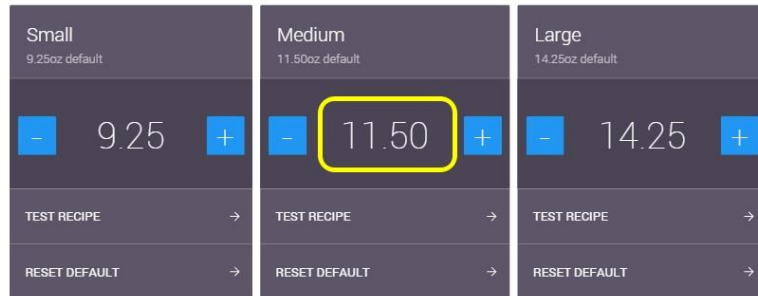 Small
9.25oz default
- 9.25 +
TEST RECIPE →
RESET DEFAULT →
Medium
11.50oz default
- 11.50 +
TEST RECIPE →
RESET DEFAULT →
Large
14.25oz default
- 14.25 +
TEST RECIPE →
RESET DEFAULT →